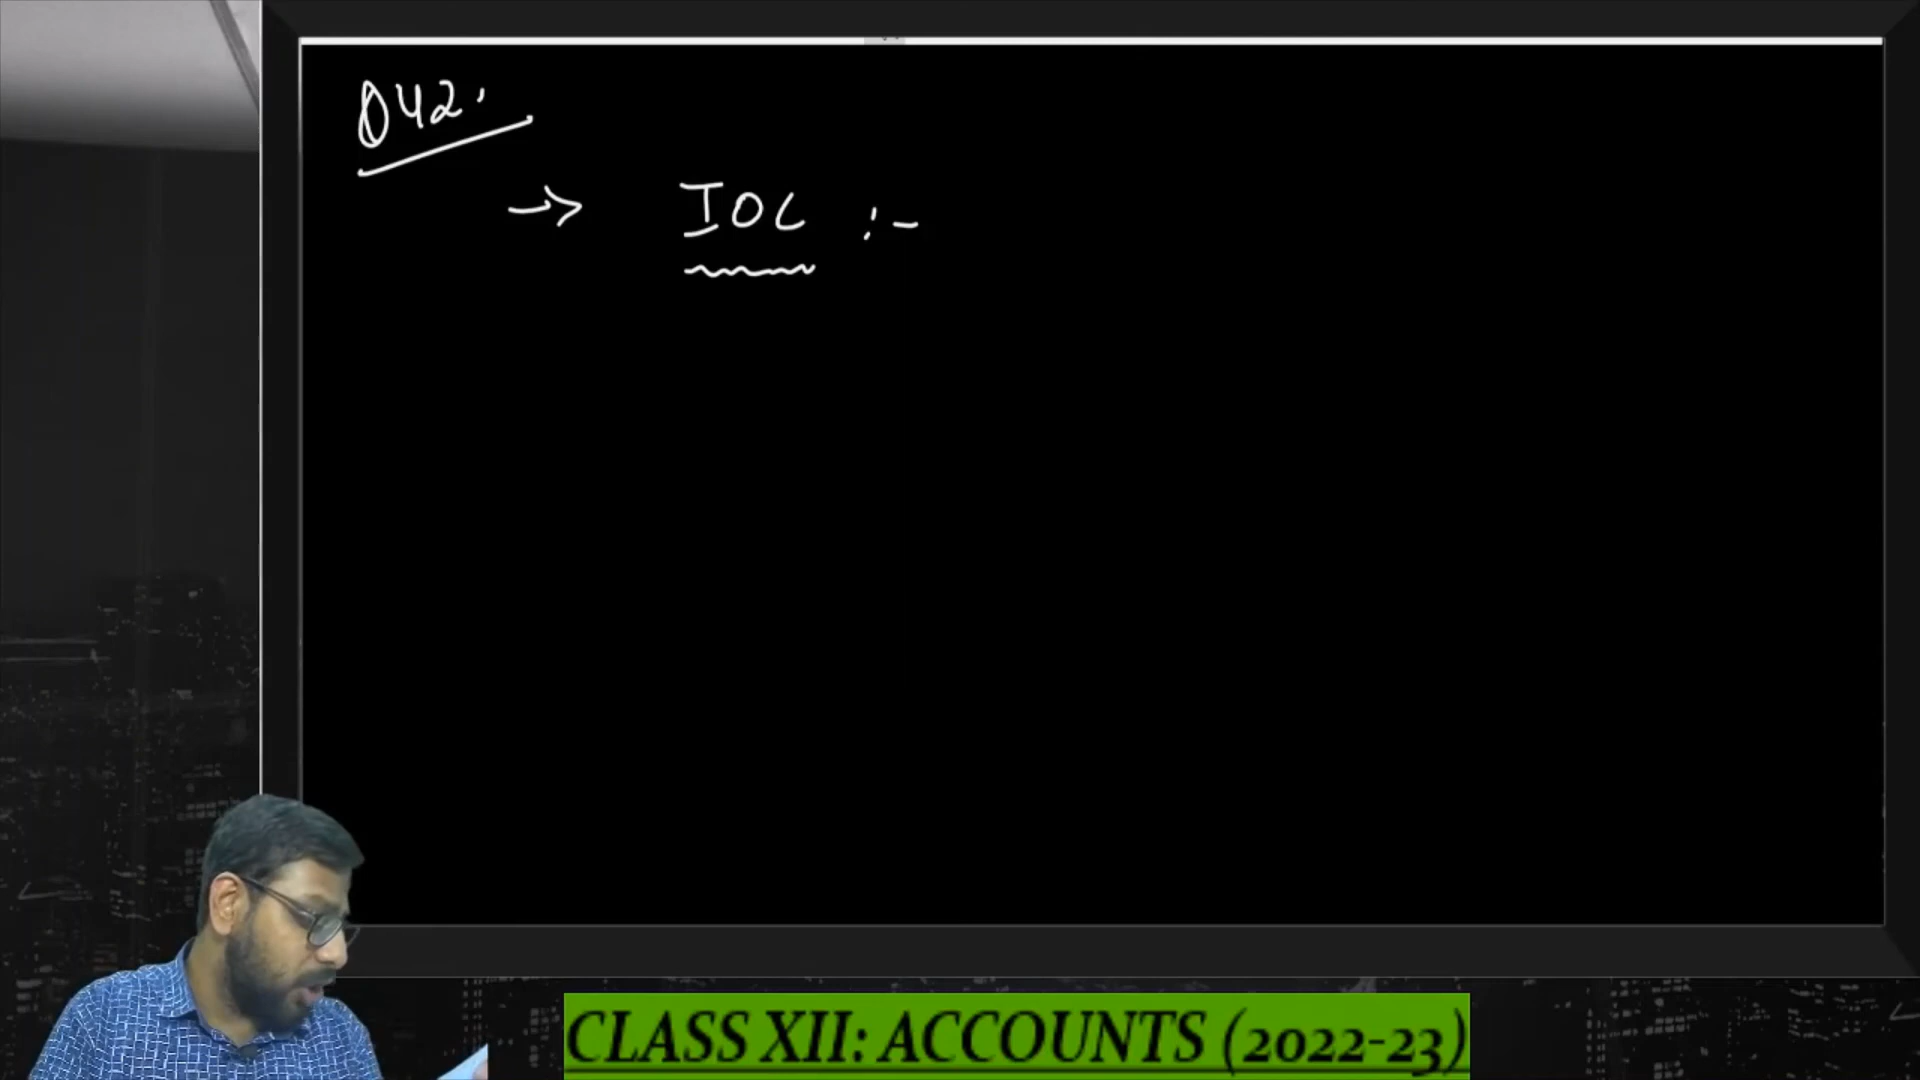 Q42.
→ IOC :-
CLASS XII: ACCOUNTS (2022-23)